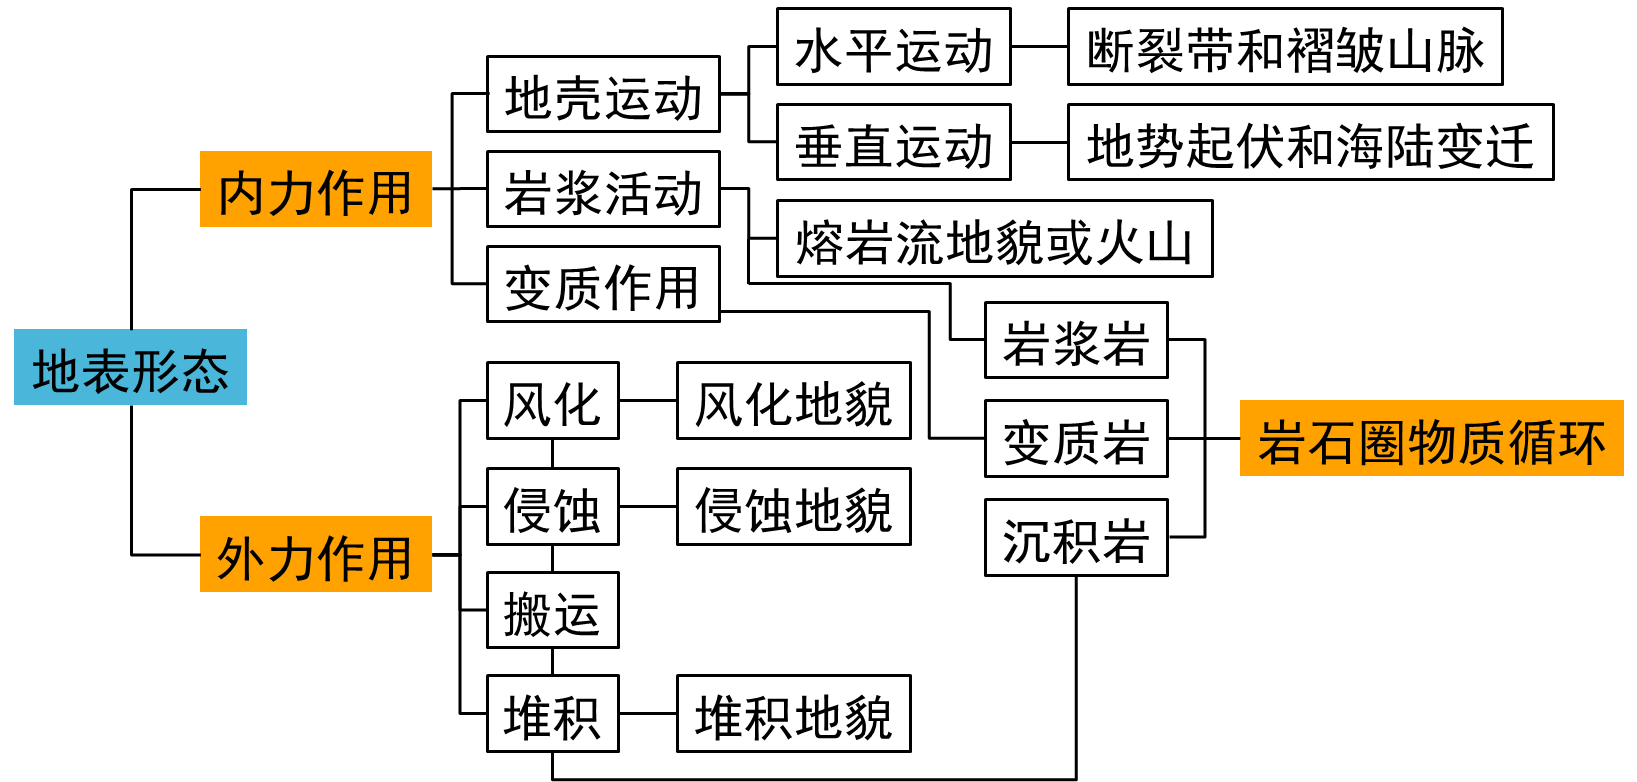 水平运动
断裂带和褶皱山脉
地壳运动
垂直运动
地势起伏和海陆变迁
内力作用
岩浆活动
熔岩流地貌或火山
变质作用
岩浆岩
地表形态
风化
风化地貌
变质岩
岩石圈物质循环
侵蚀
侵蚀地貌
沉积岩
外力作用
搬运
堆积
堆积地貌